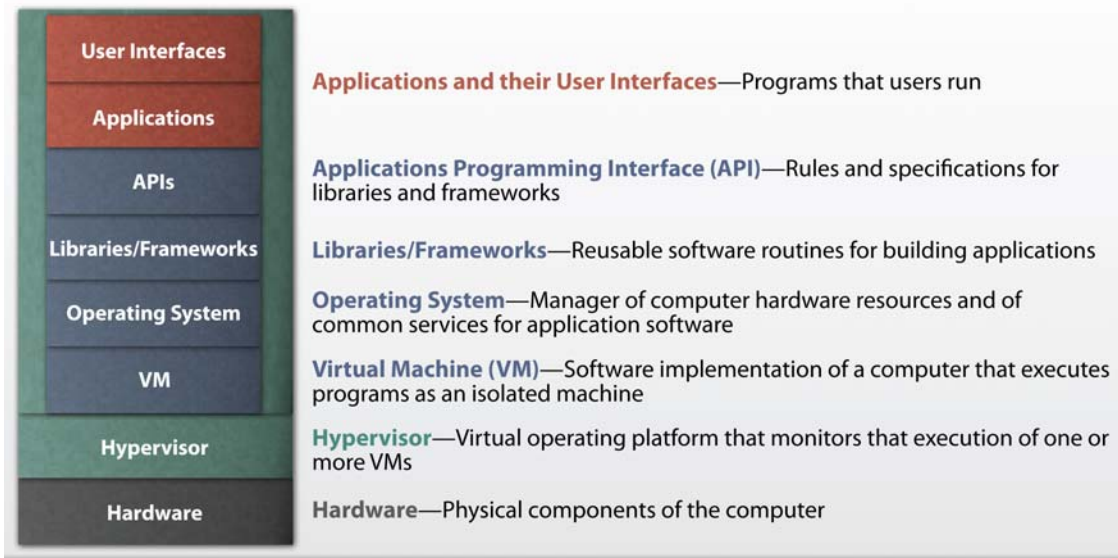 User Interfaces
Applications
APIs
Libraries/Frameworks
Operating System
VM
Hypervisor
Hardware
Applications and their User Interfaces—Programs that users run
Applications Programming Interface (API)—Rules and specifications for
libraries and frameworks
Libraries/Frameworks—Reusable software routines for building applications
Operating System—Manager of computer hardware resources and of
common services for application software
Virtual Machine (VM)—Software implementation of a computer that executes
programs as an isolated machine
Hypervisor—Virtual operating platform that monitors that execution of one or
more VMs
Hardware—Physical components of the computer